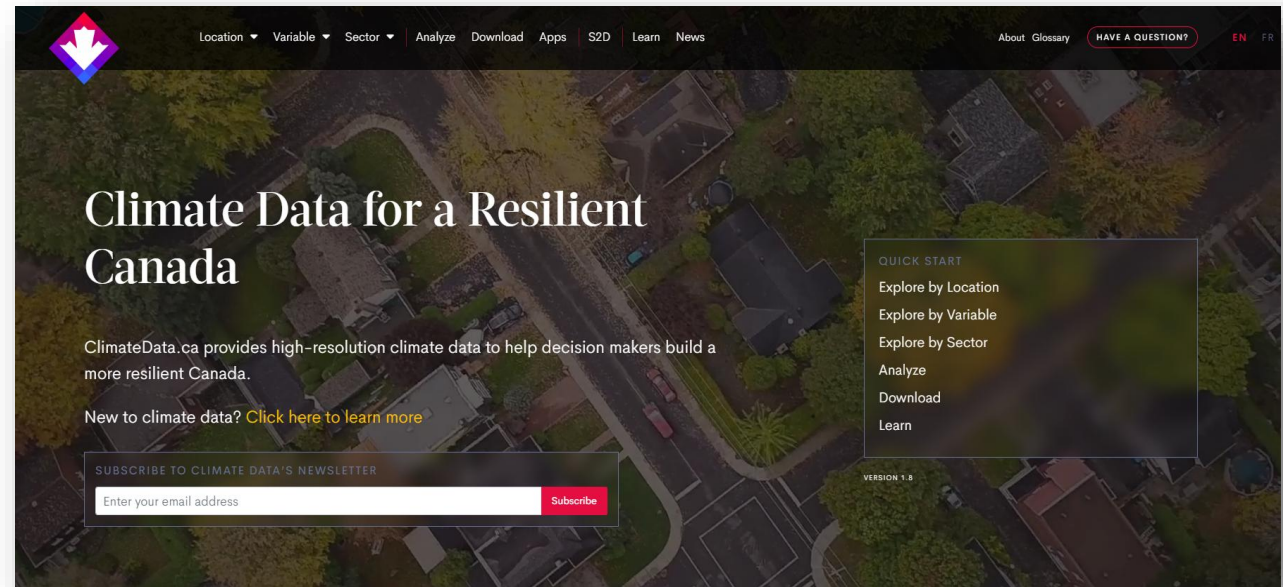 Location Variable Sector Analyze Download Apps S2D Learn News About Glossary HAVE A QUESTION? EN FR
Climate Data for a Resilient
Canada
ClimateData.ca provides high-resolution climate data to help decision makers build a
more resilient Canada.
New to climate data? Click here to learn more
SUBSCRIBE TO CLIMATE DATA'S NEWSLETTER
Enter your email address Subscribe
QUICK START
Explore by Location
Explore by Variable
Explore by Sector
Analyze
Download
Learn
VERSION 1.8